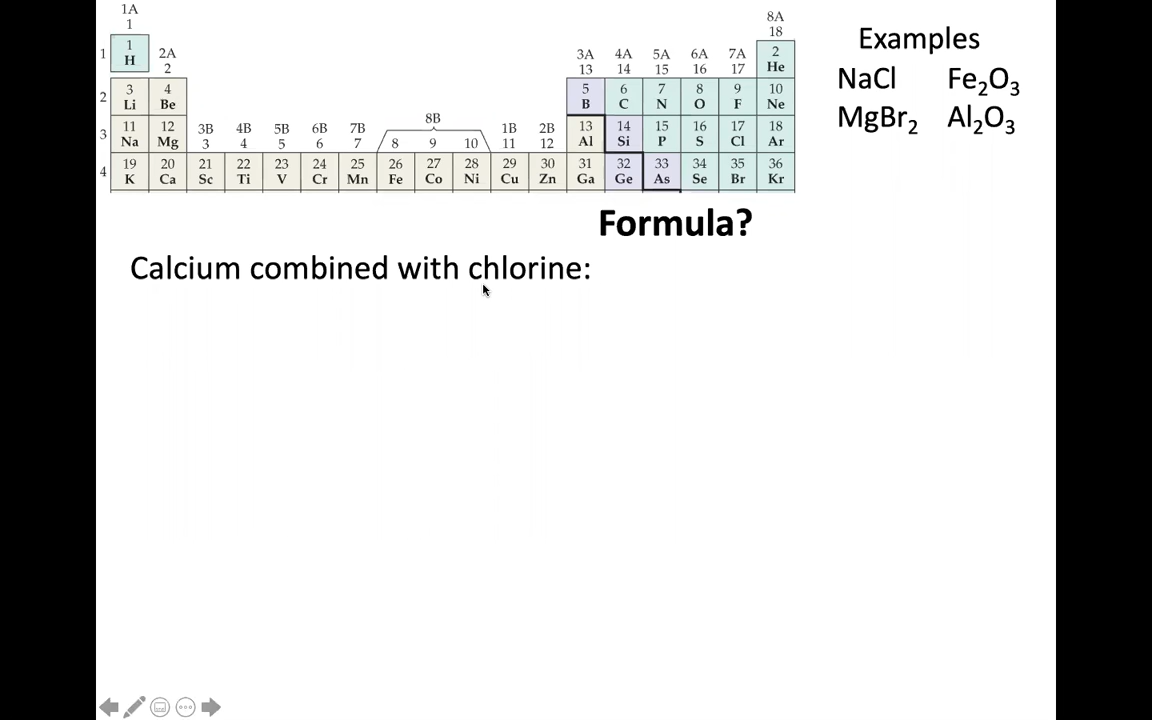 1A
1
8A
18
Examples
1
1
H
2A
2
3A
13
4A
14
5A
15
6A
16
7A
17
2
He
NaCl Fe₂O₃
MgBr₂ Al₂O₃
2
3
Li
4
Be
5
B
6
C
7
N
8
O
9
F
10
Ne
3
11
Na
12
Mg
3B
3
4B
4
5B
5
6B
6
7B
7
8B
8 9 10
1B
11
2B
12
13
Al
14
Si
15
P
16
S
17
Cl
18
Ar
4
19
K
20
Ca
21
Sc
22
Ti
23
V
24
Cr
25
Mn
26
Fe
27
Co
28
Ni
29
Cu
30
Zn
31
Ga
32
Ge
33
As
34
Se
35
Br
36
Kr
Formula?
Calcium combined with chlorine: